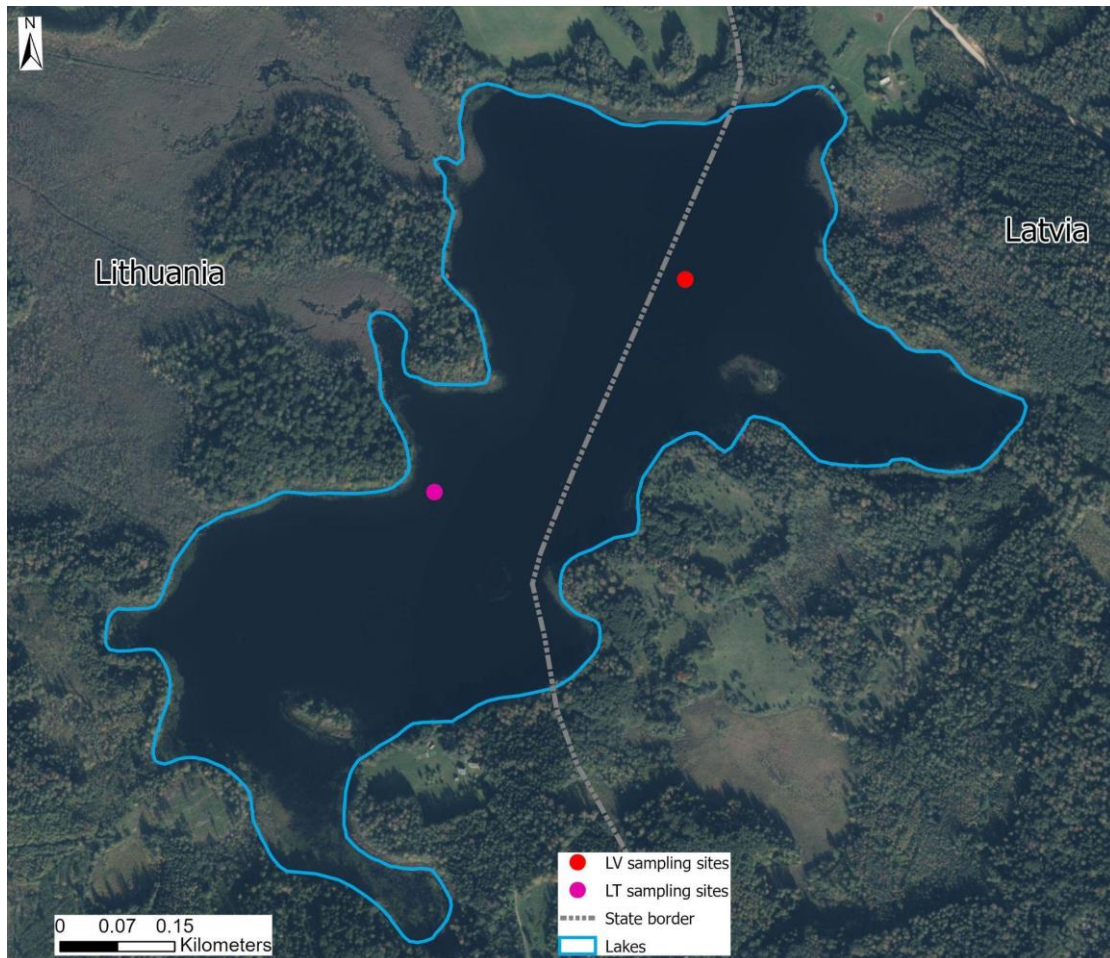 N
Lithuania
Latvia
LV sampling sites
LT sampling sites
State border
Lakes
0 0.07 0.15
Kilometers